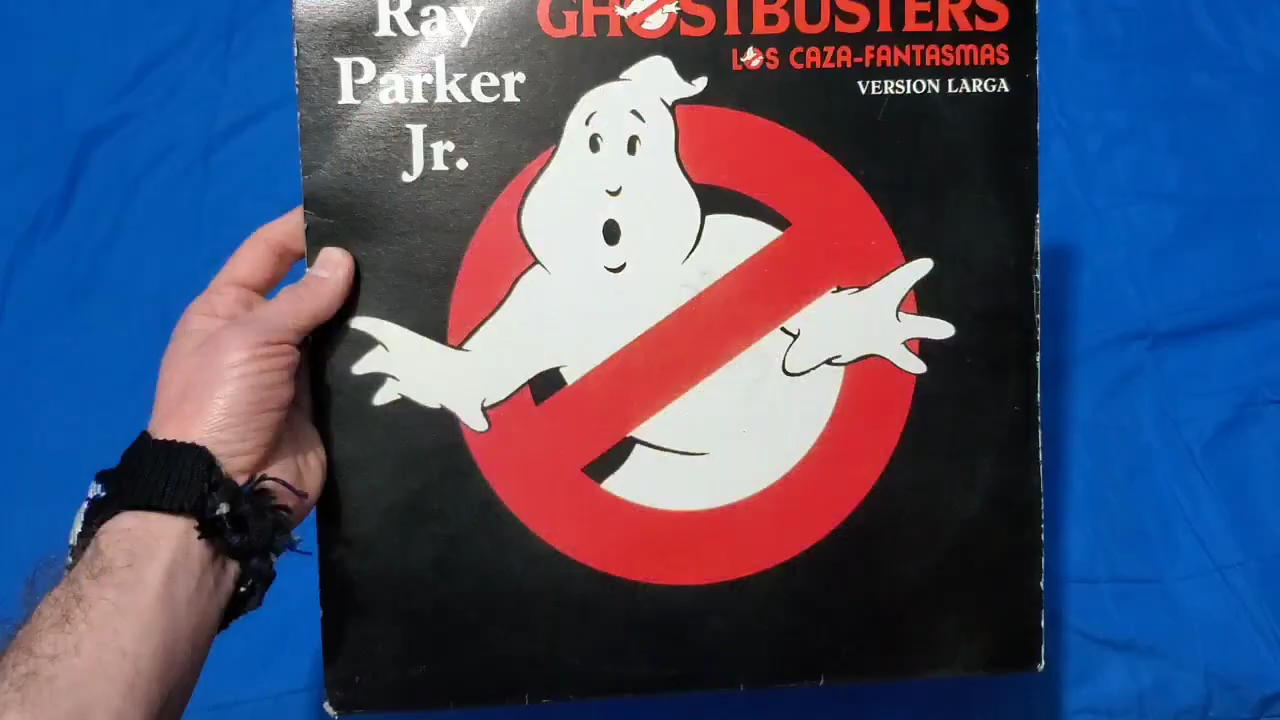 Ray
Parker
Jr.
GHOSTBUSTERS
LOS CAZA-FANTASMAS
VERSION LARGA